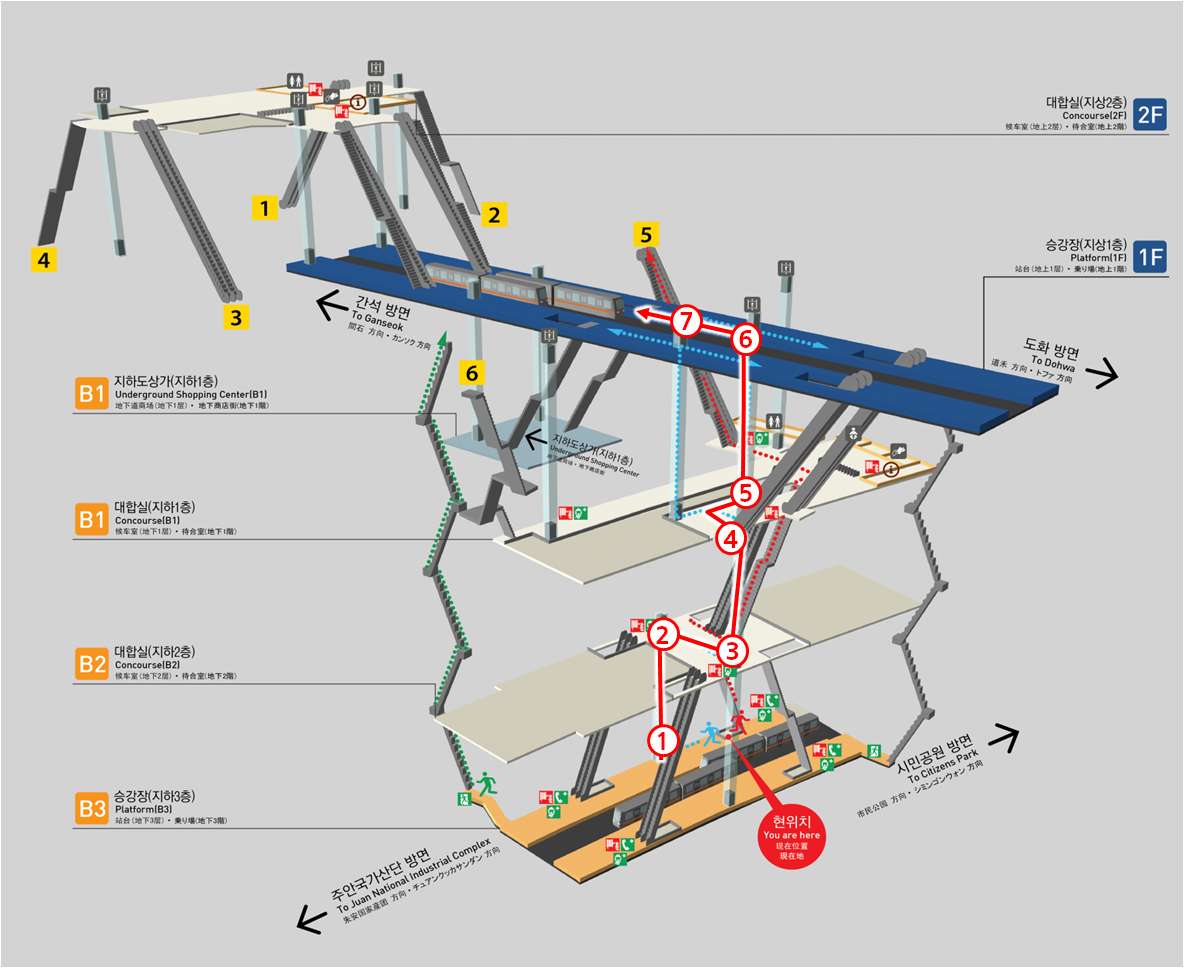 대합실(지상2층)
Concourse(2F)
候车室(地上2层)・待合室(地上2階)
2F
1
2
3
4
5
승강장(지상1층)
Platform(1F)
站台(地上1层)・乗り場(地上1階)
1F
간석 방면
To Ganseok
間石 方向・カンソク 方向
7
6
도화 방면
To Dohwa
道禾 方向・トファ 方向
B1
지하도상가(지하1층)
Underground Shopping Center(B1)
地下道商场(地下1层)・地下商店街(地下1階)
6
지하도상가(지하1층)
Underground Shopping Center
地下道商场・地下商店街
B1
대합실(지하1층)
Concourse(B1)
候车室(地下1层)・待合室(地下1階)
5
4
B2
대합실(지하2층)
Concourse(B2)
候车室(地下2层)・待合室(地下2階)
2
3
1
B3
승강장(지하3층)
Platform(B3)
站台(地下3层)・乗り場(地下3階)
시민공원 방면
To Citizens Park
市民公园 方向・シミンゴンウォン 方向
현위치
You are here
现在位置
現在地
주안국가산단 방면
To Juan National Industrial Complex
朱安国家産団 方向・チュアンクッカサンダン 方向